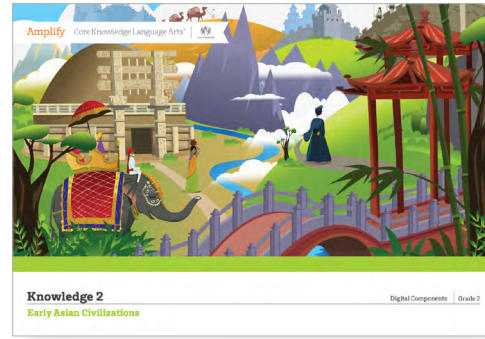 Amplify Core Knowledge Language Arts®
Knowledge 2
Digital Components Grade 2
Early Asian Civilizations